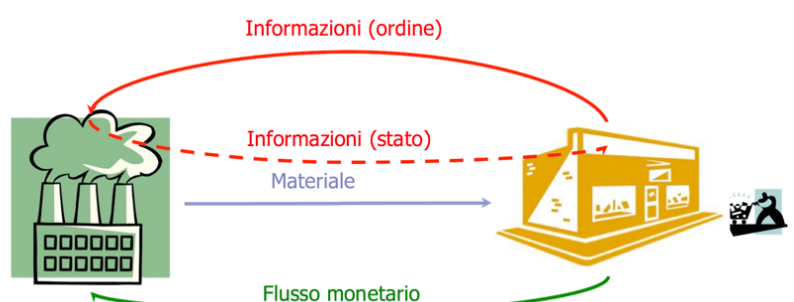 Informazioni (ordine)
Informazioni (stato)
Materiale
Flusso monetario